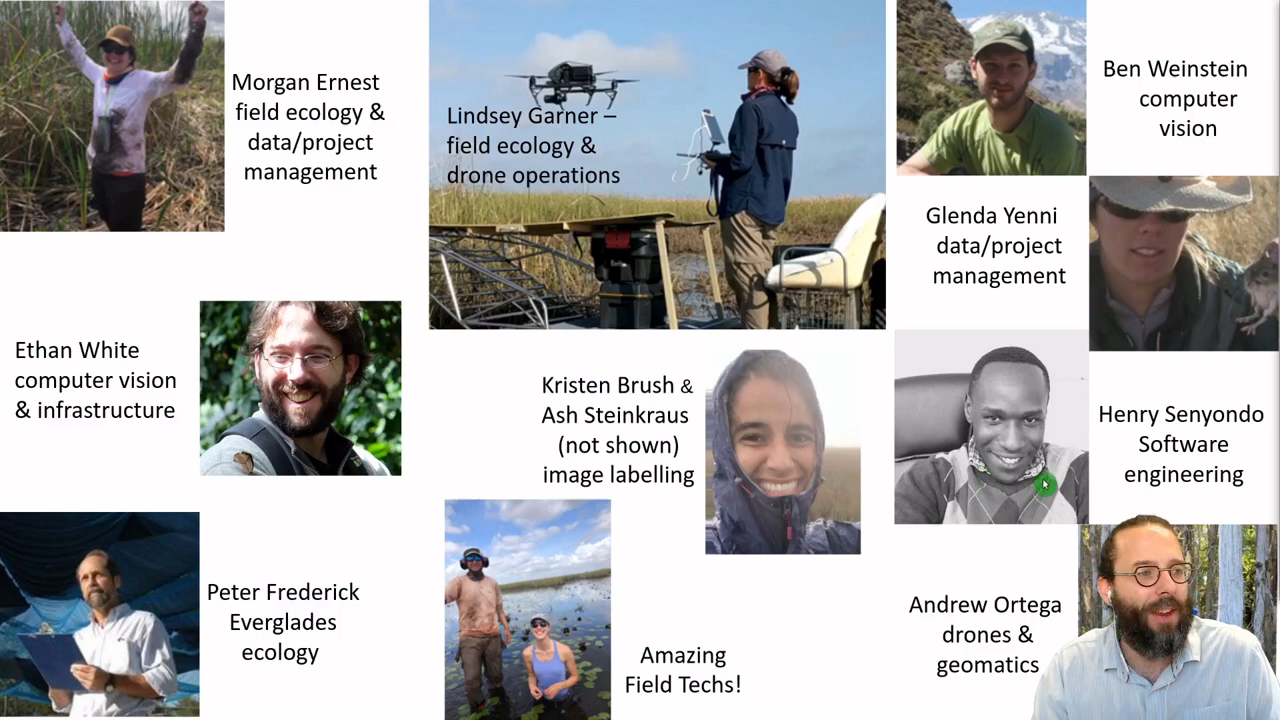 Morgan Ernest
field ecology &
data/project
management
Lindsey Garner –
field ecology &
drone operations
Ben Weinstein
computer
vision
Glenda Yenni
data/project
management
Ethan White
computer vision
& infrastructure
Kristen Brush &
Ash Steinkraus
(not shown)
image labelling
Henry Senyondo
Software
engineering
Peter Frederick
Everglades
ecology
Amazing
Field Techs!
Andrew Ortega
drones &
geomatics